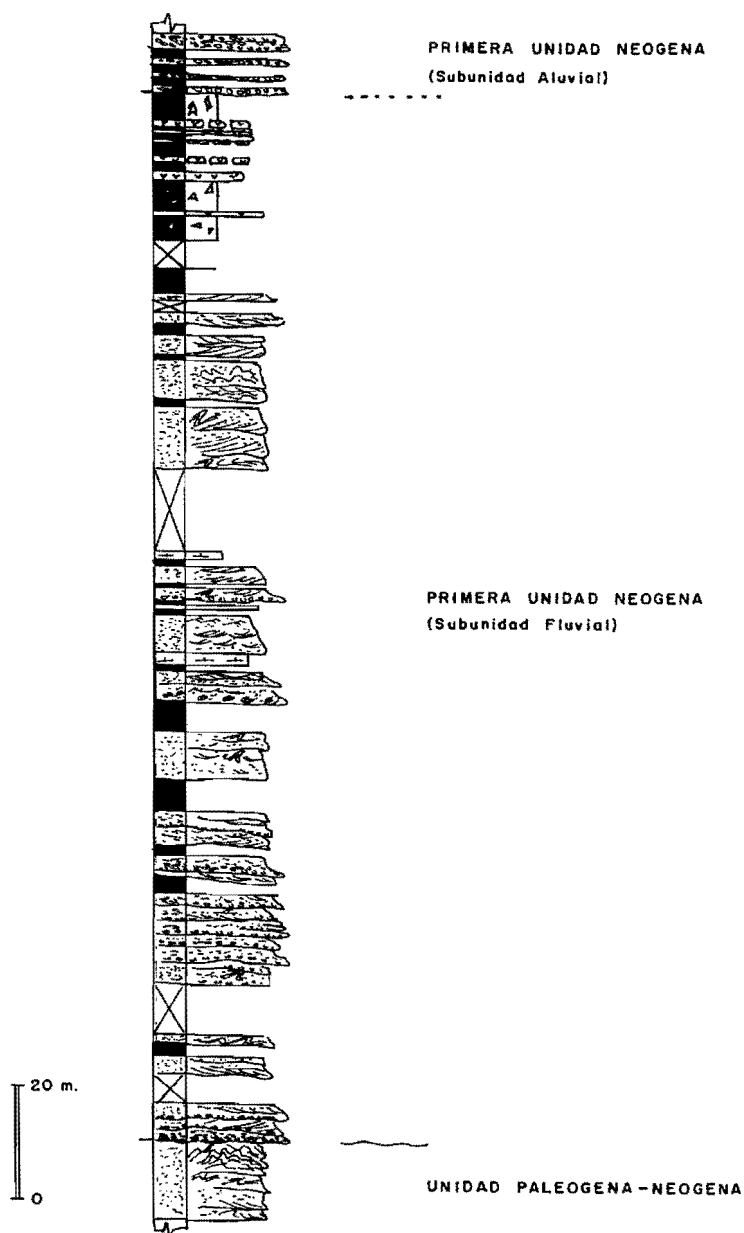 PRIMERA UNIDAD NEOGENA
(Subunidad Aluvial)
PRIMERA UNIDAD NEOGENA
(Subunidad Fluvial)
20 m.
0
UNIDAD PALEOGENA-NEOGENA